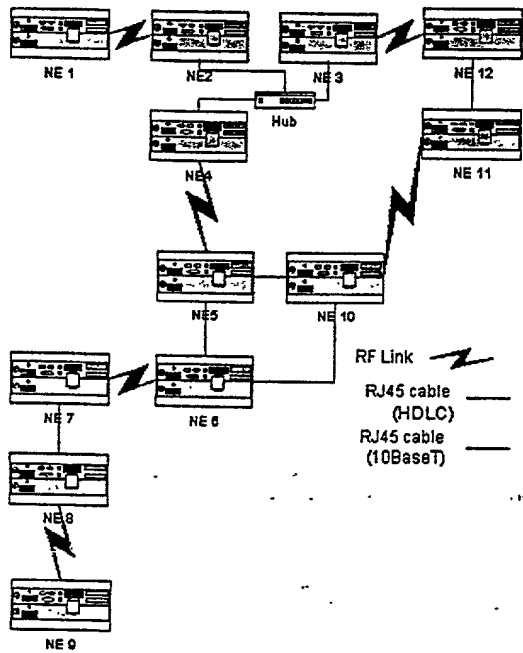 NE 1
NE2
NE 3
NE 12
Hub
NE4
NE 11
NE5
NE 10
RF Link
RJ45 cable
(HDLC)
RJ45 cable
(10BaseT)
NE 7
NE 6
NE 8
NE 9